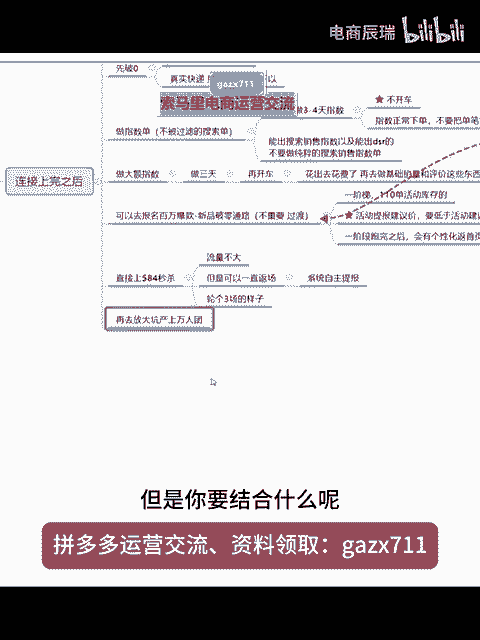 电商辰瑞 bilibili
先破0
真实快递
以
gazx711
索马里电商运营交流
3-4天指数
★ 不开车
指数正常下单，不要把单笔
做指数单（不被过滤的搜索单）
能出搜索销售指数以及能出dsr的
不要做纯粹的搜索销售指数单
连接上完之后
做大额指数
做三天
再开车
花出去花费了 再去做基础销量和评价这些东西
一阶梯，110单活动库存的
可以去报名百万爆款-新品破零通路（不重要 过渡）
★ 活动提报建议价，要低于活动建议
一阶段跑完之后，会有个性化返首页
流量不大
直接上584秒杀
但是可以一直返场
系统自主提报
轮个3场的样子
再去放大坑产上万人团
但是你要结合什么呢
拼多多运营交流、资料领取：gazx711